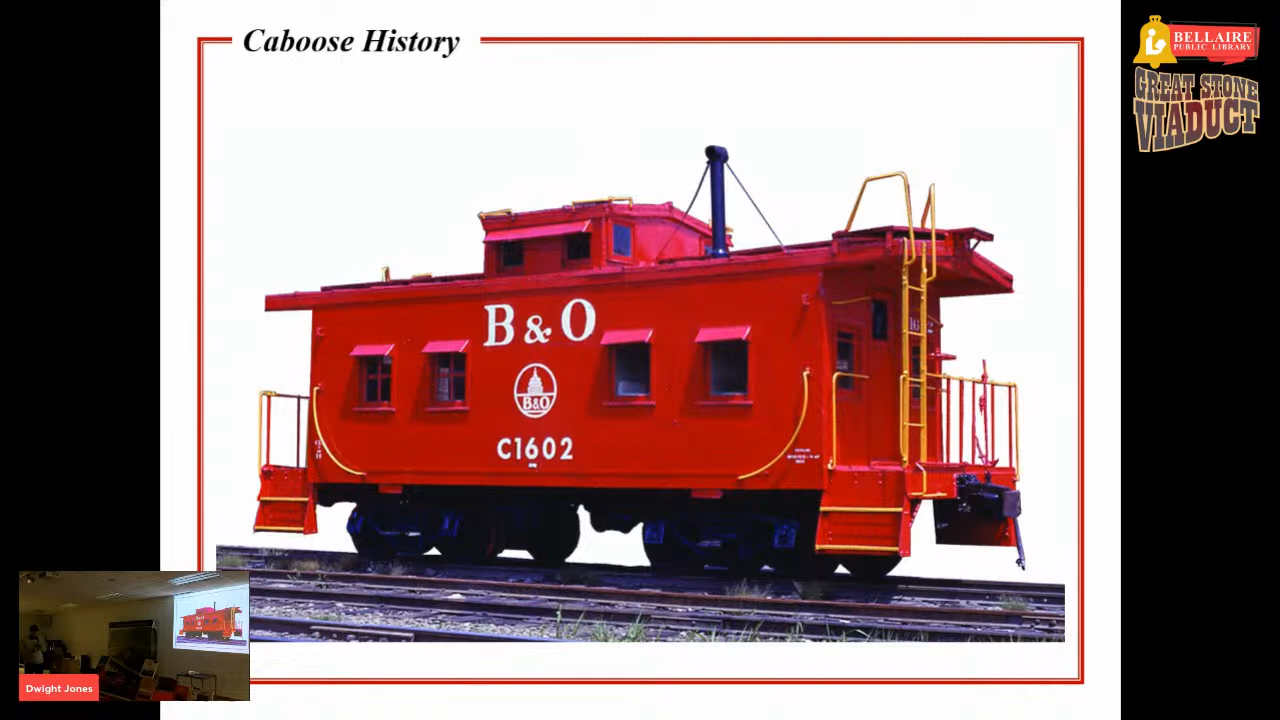 Caboose History
BELLAIRE
PUBLIC LIBRARY
GREAT STONE
VIADUCT
B & O
B&O
C1602
Dwight Jones